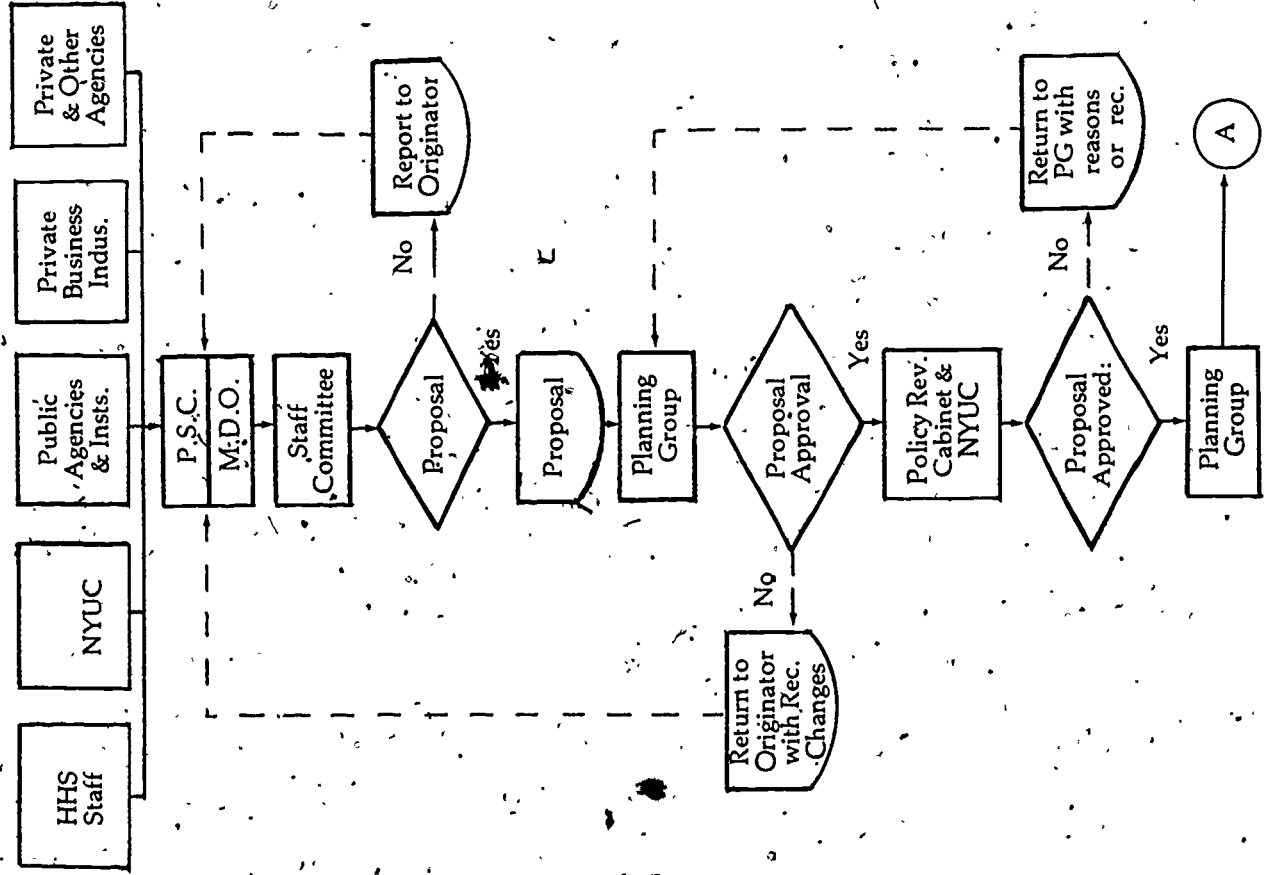 HHS
Staff
NYUC
Public
Agencies
& Insts.
Private
Business
Indus.
Private
& Other
Agencies
P.S.C.
M.D.O.
Staff
Committee
Proposal
No
Report to
Originator
Yes
Proposal
Planning
Group
Proposal
Approval
No
Return to
Originator
with Rec.
Changes
Yes
Policy Rev.
Cabinet &
NYUC
Proposal
Approved:
No
Return to
PG with
reasons
or rec.
Yes
Planning
Group
A